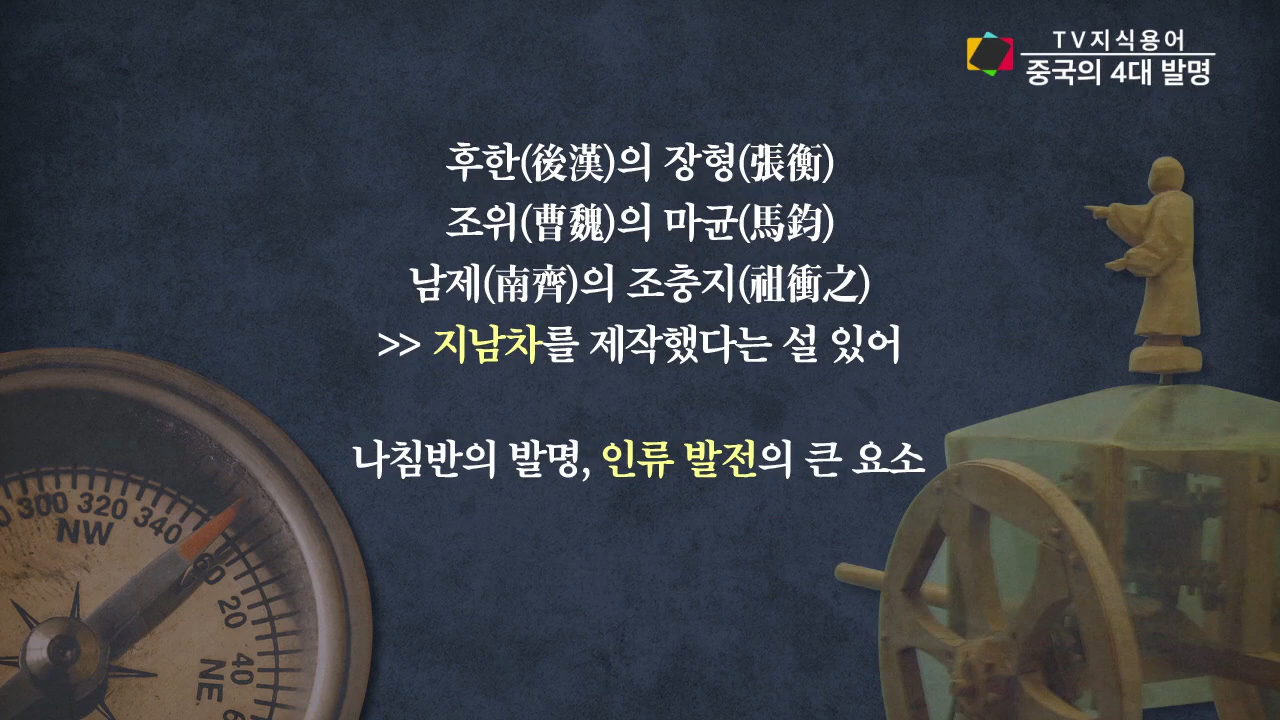 TV지식용어
중국의 4대 발명
후한(後漢)의 장형(張衡)
조위(曹魏)의 마균(馬鈞)
남제(南齊)의 조충지(祖衝之)
>> 지남차를 제작했다는 설 있어
나침반의 발명, 인류 발전의 큰 요소
300 320 340
NW
20
40
NE